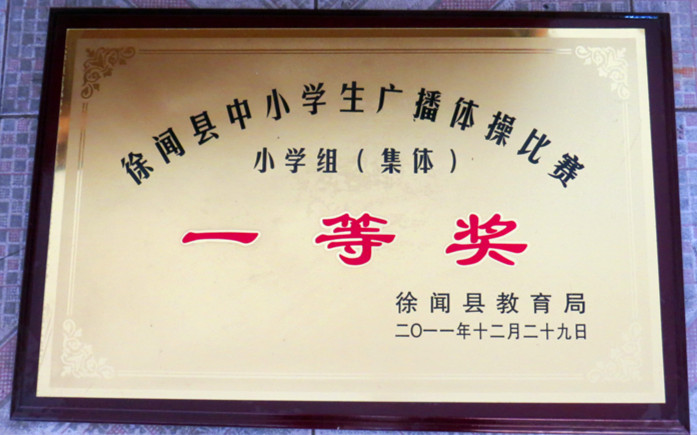 徐闻县中小学生广播体操比赛
小学组（集体）
一等奖
徐闻县教育局
二〇一一年十二月二十九日